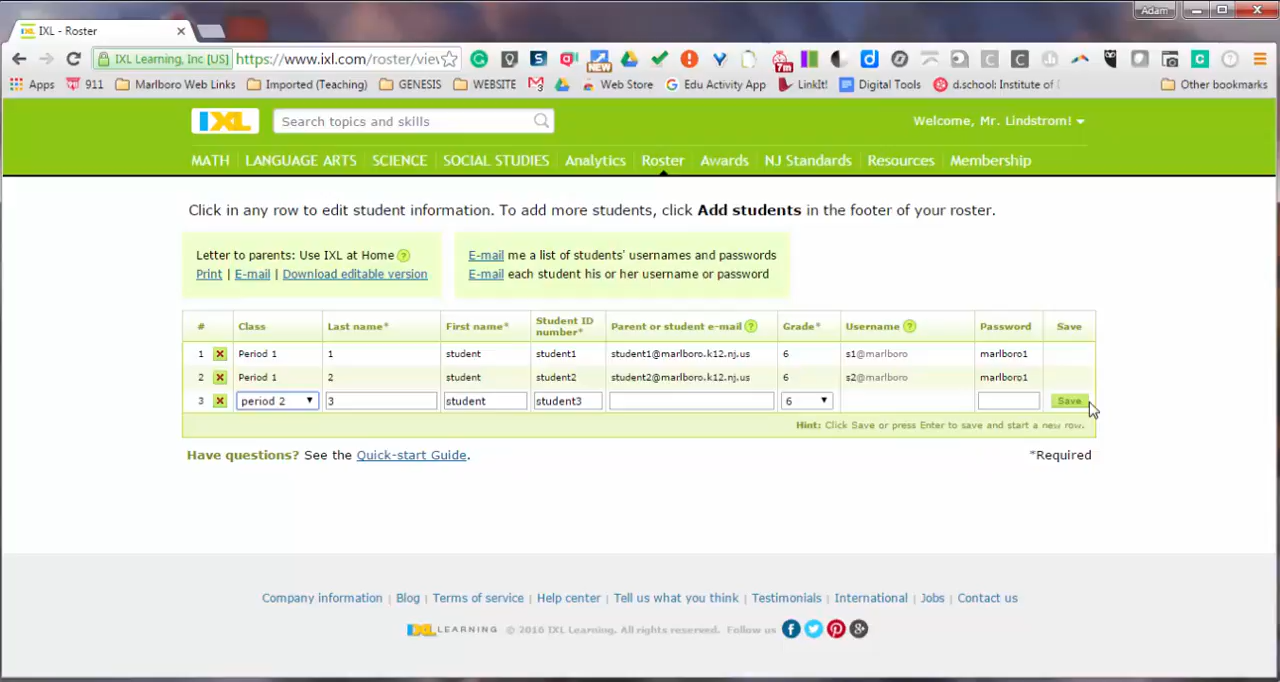 Adam
IXL - Roster
IXL Learning, Inc [US] https://www.ixl.com/roster/view
NEW
7m
Apps 911 Marlboro Web Links Imported (Teaching) GENESIS WEBSITE Web Store Edu Activity App LinkIt! Digital Tools d.school: Institute of Other bookmarks
IXL Search topics and skills Welcome, Mr. Lindstrom!
MATH LANGUAGE ARTS SCIENCE SOCIAL STUDIES Analytics Roster Awards NJ Standards Resources Membership
Click in any row to edit student information. To add more students, click Add students in the footer of your roster.
Letter to parents: Use IXL at Home ?
Print | E-mail | Download editable version
E-mail me a list of students' usernames and passwords
E-mail each student his or her username or password
# Class Last name* First name* Student ID number* Parent or student e-mail ? Grade* Username ? Password Save
1 Period 1 1 student student1 student1@marlboro.k12.nj.us 6 s1@marlboro marlboro1
2 Period 1 2 student student2 student2@marlboro.k12.nj.us 6 s2@marlboro marlboro1
3 period 2 3 student student3 6 Save
Hint: Click Save or press Enter to save and start a new row.
Have questions? See the Quick-start Guide. *Required
Company information | Blog | Terms of service | Help center | Tell us what you think | Testimonials | International | Jobs | Contact us
IXL LEARNING © 2016 IXL Learning. All rights reserved. Follow us